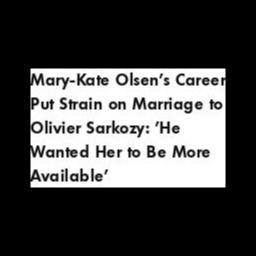 Mary-Kate Olsen's Career
Put Strain on Marriage to
Olivier Sarkozy: 'He
Wanted Her to Be More
Available'